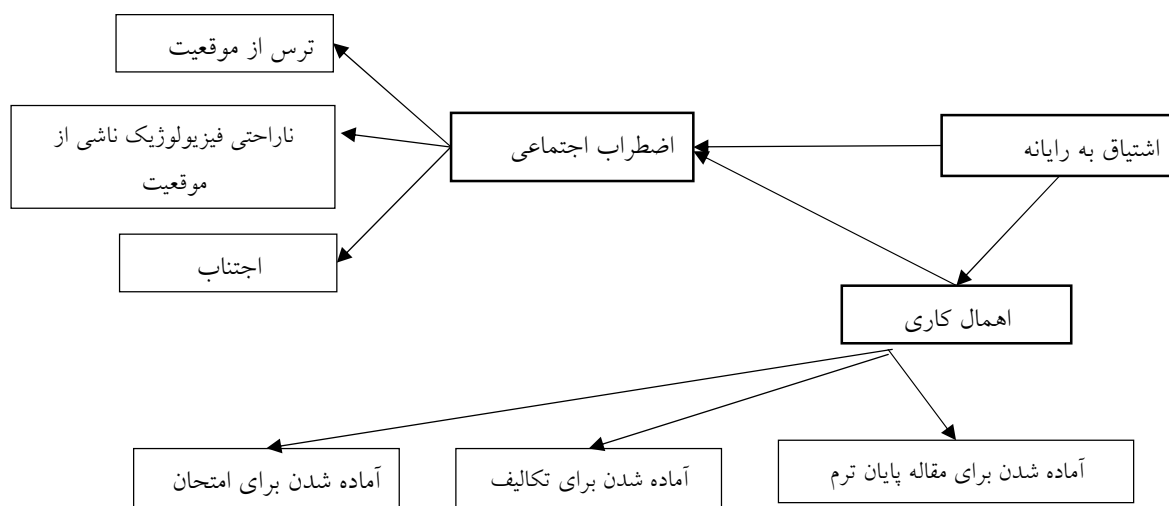 ترس از موقعیت
ناراحتی فیزیولوژیک ناشی از
موقعیت
اضطراب اجتماعی
اشتیاق به رایانه
اجتناب
اهمال کاری
آماده شدن برای مقاله پایان ترم
آماده شدن برای تکالیف
آماده شدن برای امتحان